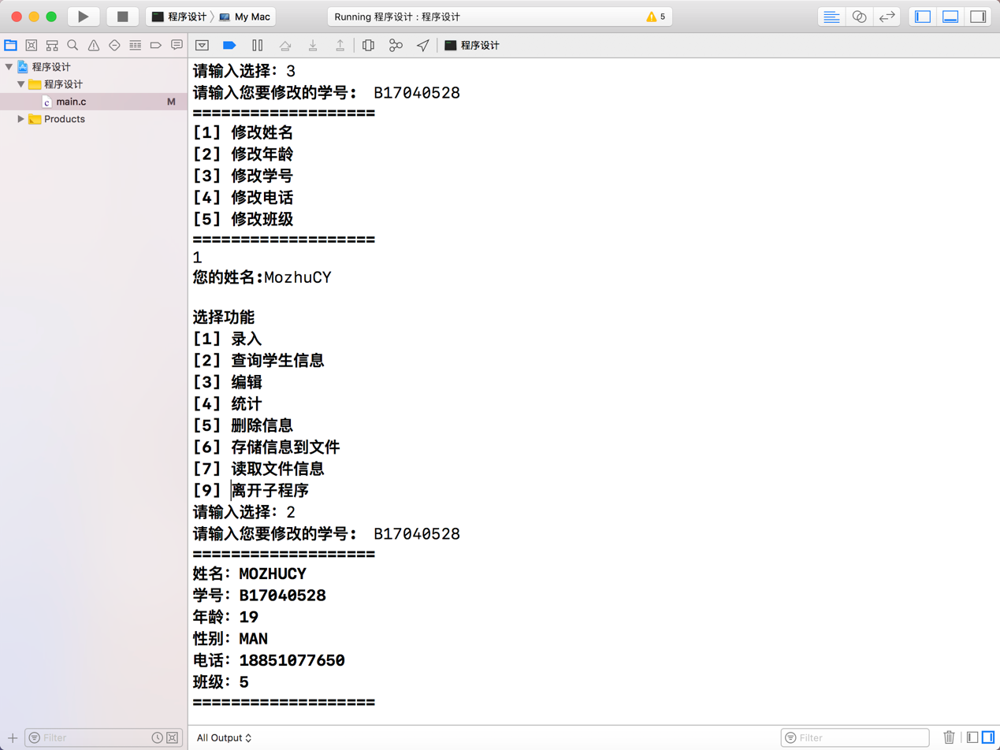 程序设计 〉 My Mac
Running 程序设计 : 程序设计
5
程序设计
程序设计
程序设计
main.c M
Products
请输入选择：3
请输入您要修改的学号： B17040528
===================
[1] 修改姓名
[2] 修改年龄
[3] 修改学号
[4] 修改电话
[5] 修改班级
===================
1
您的姓名:MozhuCY
选择功能
[1] 录入
[2] 查询学生信息
[3] 编辑
[4] 统计
[5] 删除信息
[6] 存储信息到文件
[7] 读取文件信息
[9] 离开子程序
请输入选择：2
请输入您要修改的学号： B17040528
===================
姓名：MOZHUCY
学号：B17040528
年龄：19
性别：MAN
电话：18851077650
班级：5
===================
Filter
All Output
Filter